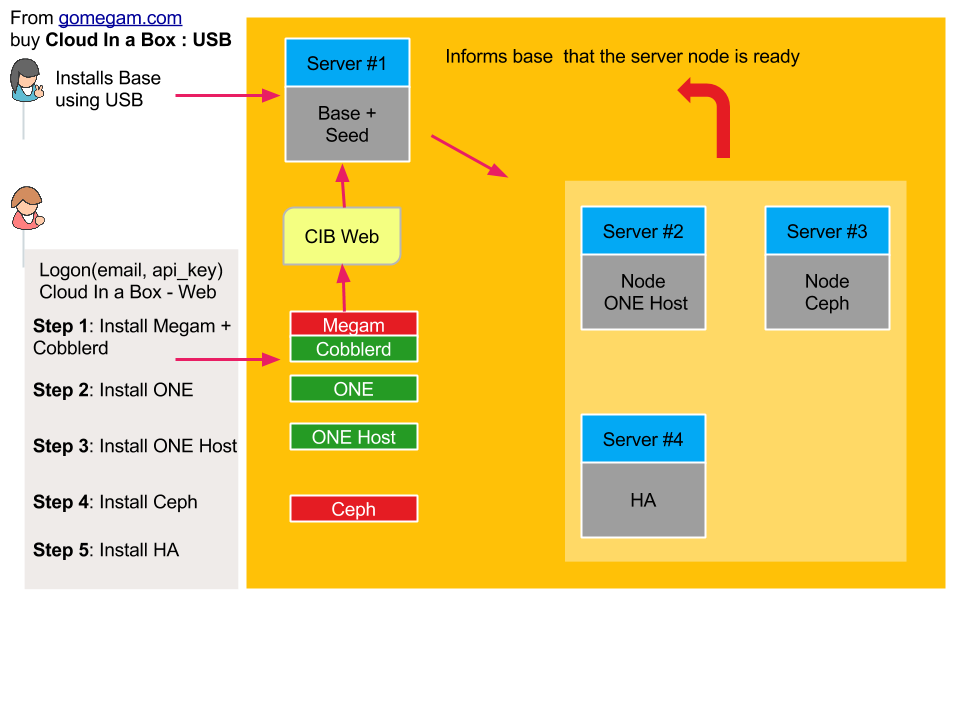 From gomegam.com
buy Cloud In a Box : USB
Installs Base
using USB
Server #1
Base +
Seed
Informs base  that the server node is ready
CIB Web
Server #2
Node
ONE Host
Server #3
Node
Ceph
Logon(email, api_key)
Cloud In a Box - Web
Step 1: Install Megam +
Cobblerd
Step 2: Install ONE
Step 3: Install ONE Host
Step 4: Install Ceph
Step 5: Install HA
Megam
Cobblerd
ONE
ONE Host
Ceph
Server #4
HA